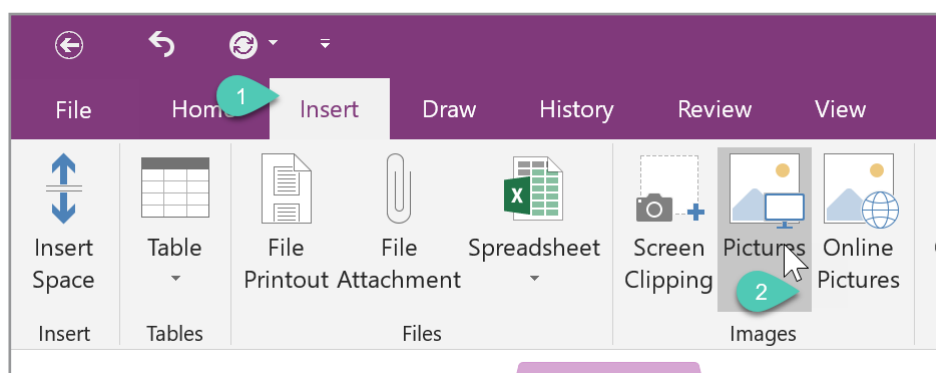 File Home Insert Draw History Review View
1
Insert Space
Table
File Printout
File Attachment
X
Spreadsheet
Screen Clipping
Pictures
2
Online Pictures
Insert Tables Files Images